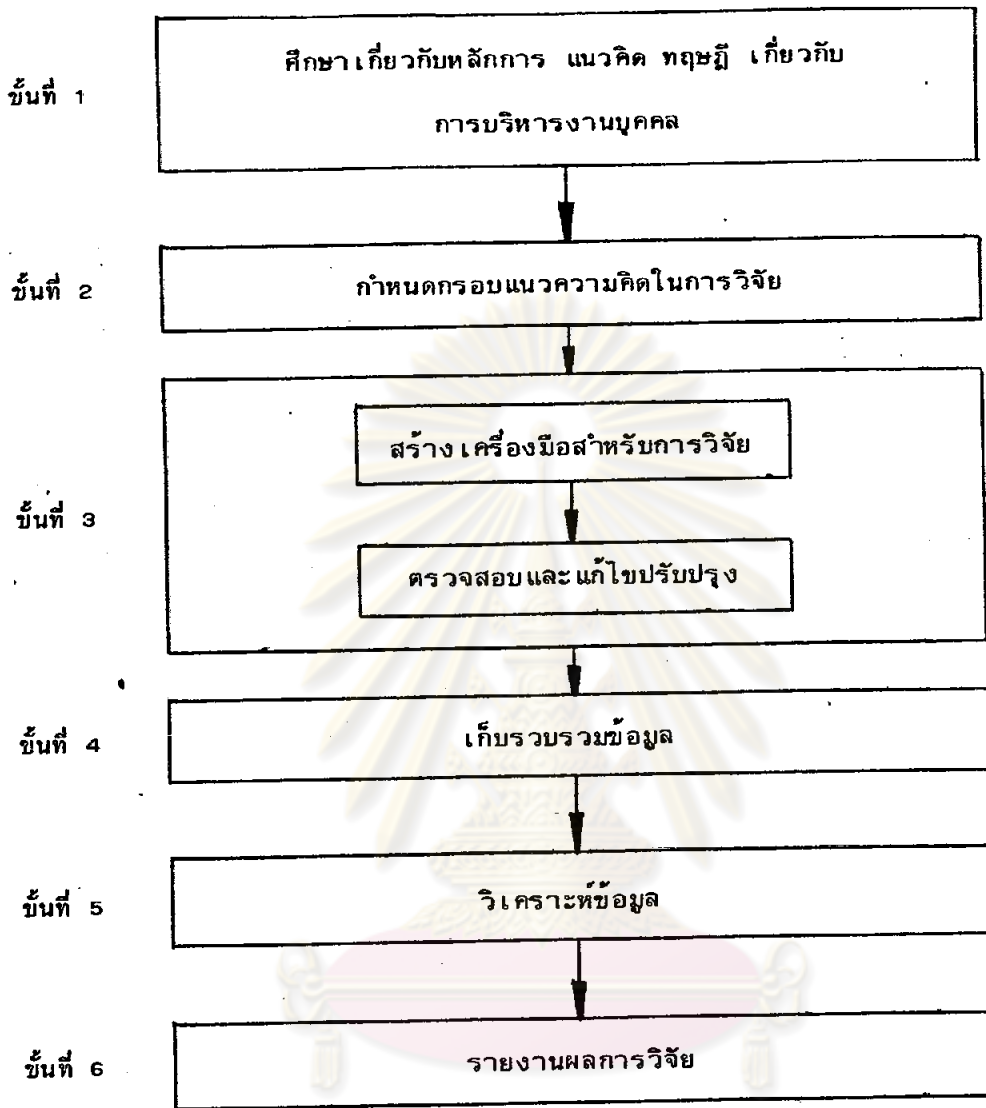 ขั้นที่ 1
ศึกษาเกี่ยวกับหลักการ แนวคิด ทฤษฎี เกี่ยวกับ
การบริหารงานบุคคล
ขั้นที่ 2
กำหนดกรอบแนวความคิดในการวิจัย
ขั้นที่ 3
สร้างเครื่องมือสำหรับการวิจัย
ตรวจสอบและแก้ไขปรับปรุง
ขั้นที่ 4
เก็บรวบรวมข้อมูล
ขั้นที่ 5
วิเคราะห์ข้อมูล
ขั้นที่ 6
รายงานผลการวิจัย